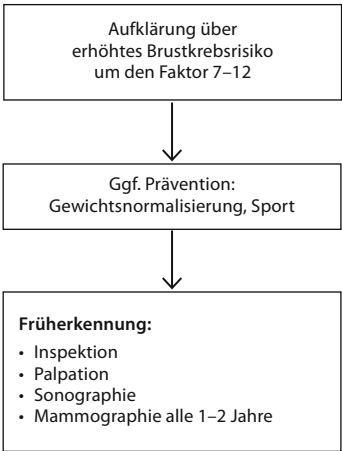 Aufklärung über
erhöhtes Brustkrebsrisiko
um den Faktor 7–12
Ggf. Prävention:
Gewichtsnormalisierung, Sport
Früherkennung:
• Inspektion
• Palpation
• Sonographie
• Mammographie alle 1–2 Jahre